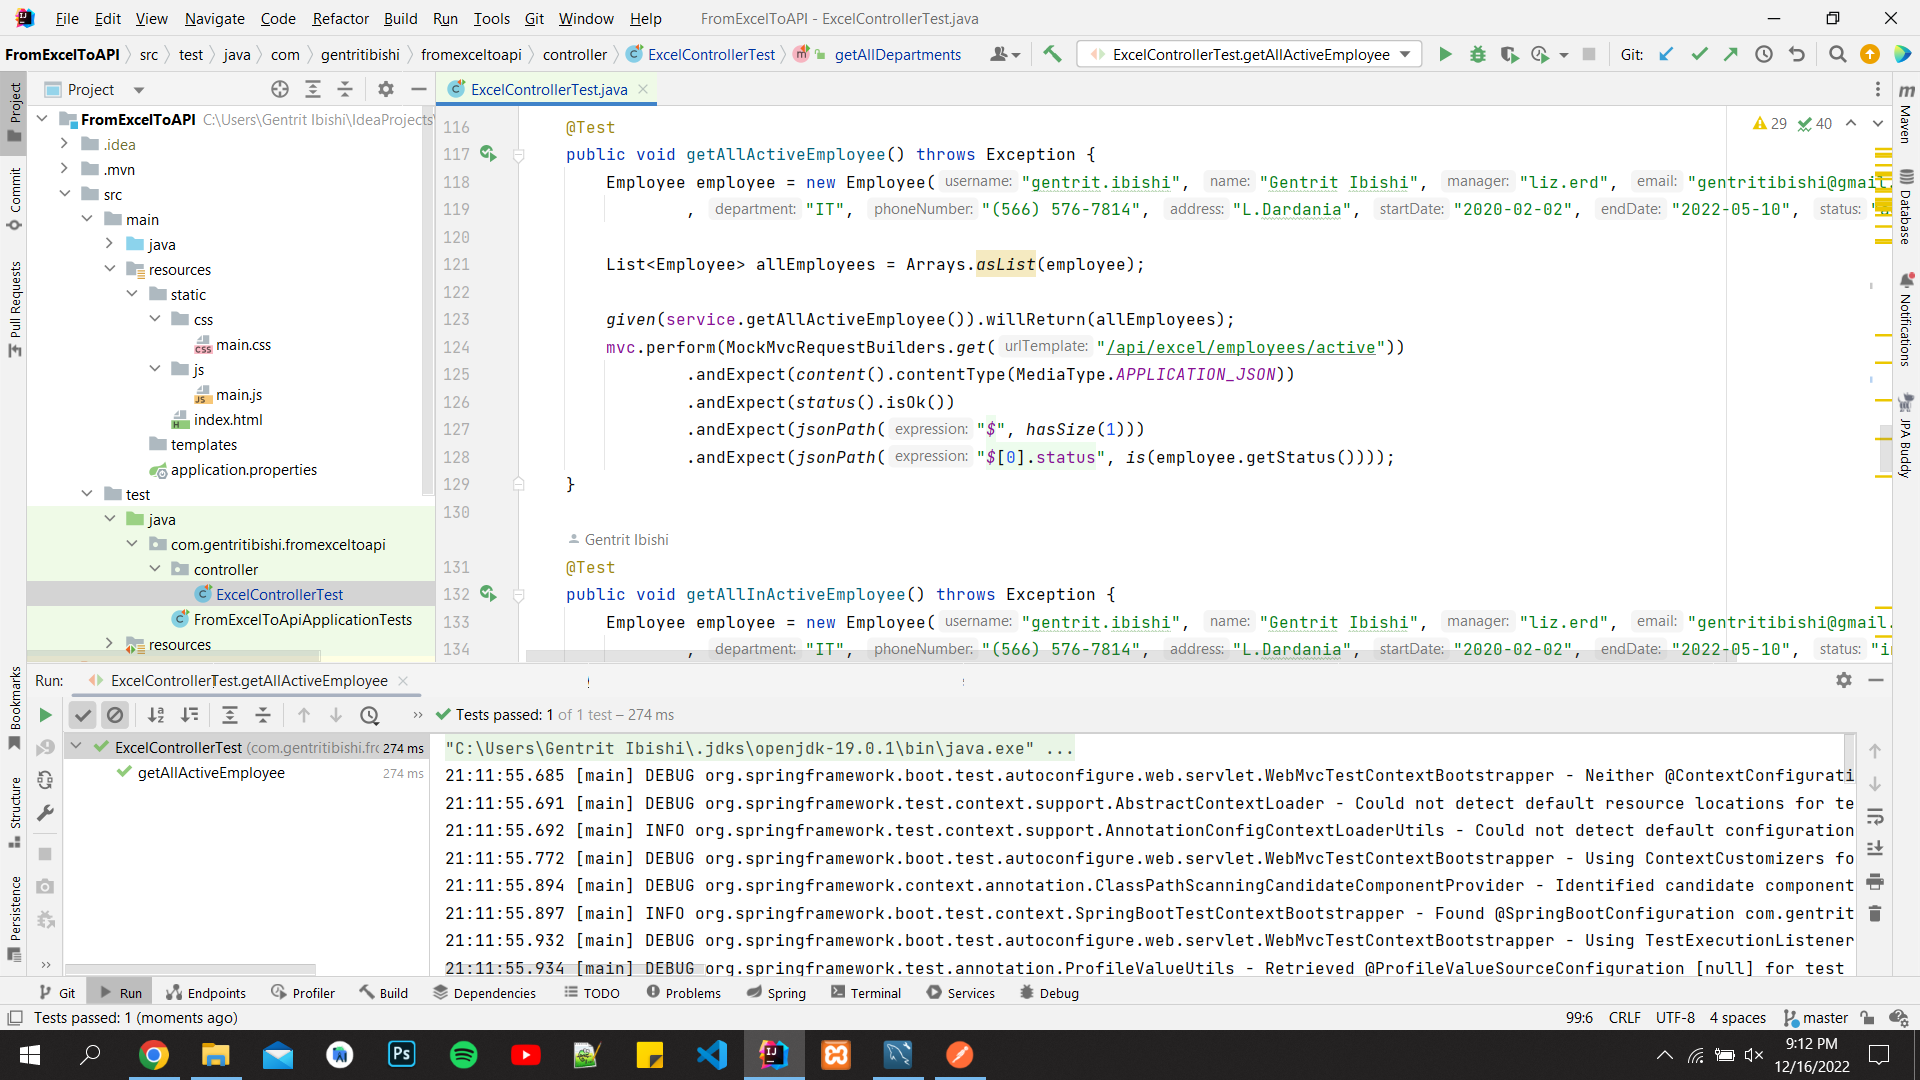 File Edit View Navigate Code Refactor Build Run Tools Git Window Help FromExcelToAPI - ExcelControllerTest.java
FromExcelToAPI src test java com gentritibishi fromexceltoapi controller ExcelControllerTest getAllDepartments ExcelControllerTest.getAllActiveEmployee Git:
Project
ExcelControllerTest.java
FromExcelToAPI C:\Users\Gentrit Ibishi\IdeaProjects\
.idea
.mvn
src
main
java
resources
static
css
main.css
js
main.js
index.html
templates
application.properties
test
java
com.gentritibishi.fromexceltoapi
controller
ExcelControllerTest
FromExcelToApiApplicationTests
resources
Project
Commit
Pull Requests
Bookmarks
Structure
Persistence
29 40
116 @Test
117 public void getAllActiveEmployee() throws Exception {
118 Employee employee = new Employee( username: "gentrit.ibishi", name: "Gentrit Ibishi", manager: "liz.erd", email: "gentritibishi@gmail.
119 , department: "IT", phoneNumber: "(566) 576-7814", address: "L.Dardania", startDate: "2020-02-02", endDate: "2022-05-10", status:
120
121 List<Employee> allEmployees = Arrays.asList(employee);
122
123 given(service.getAllActiveEmployee()).willReturn(allEmployees);
124 mvc.perform(MockMvcRequestBuilders.get( urlTemplate: "/api/excel/employees/active"))
125 .andExpect(content().contentType(MediaType.APPLICATION_JSON))
126 .andExpect(status().isOk())
127 .andExpect(jsonPath( expression: "$", hasSize(1)))
128 .andExpect(jsonPath( expression: "$[0].status", is(employee.getStatus())));
129 }
130
Gentrit Ibishi
131 @Test
132 public void getAllInActiveEmployee() throws Exception {
133 Employee employee = new Employee( username: "gentrit.ibishi", name: "Gentrit Ibishi", manager: "liz.erd", email: "gentritibishi@gmail.
134 , department: "IT", phoneNumber: "(566) 576-7814", address: "L.Dardania", startDate: "2020-02-02", endDate: "2022-05-10", status: "i
Maven
Database
Notifications
JPA Buddy
Run: ExcelControllerTest.getAllActiveEmployee
Tests passed: 1 of 1 test – 274 ms
ExcelControllerTest (com.gentritibishi.frc 274 ms
getAllActiveEmployee 274 ms
"C:\Users\Gentrit Ibishi\.jdks\openjdk-19.0.1\bin\java.exe" ...
21:11:55.685 [main] DEBUG org.springframework.boot.test.autoconfigure.web.servlet.WebMvcTestContextBootstrapper - Neither @ContextConfigurati
21:11:55.691 [main] DEBUG org.springframework.test.context.support.AbstractContextLoader - Could not detect default resource locations for te
21:11:55.692 [main] INFO org.springframework.test.context.support.AnnotationConfigContextLoaderUtils - Could not detect default configuration
21:11:55.772 [main] DEBUG org.springframework.boot.test.autoconfigure.web.servlet.WebMvcTestContextBootstrapper - Using ContextCustomizers fo
21:11:55.894 [main] DEBUG org.springframework.context.annotation.ClassPathScanningCandidateComponentProvider - Identified candidate component
21:11:55.897 [main] INFO org.springframework.boot.test.context.SpringBootTestContextBootstrapper - Found @SpringBootConfiguration com.gentrit
21:11:55.932 [main] DEBUG org.springframework.boot.test.autoconfigure.web.servlet.WebMvcTestContextBootstrapper - Using TestExecutionListener
21:11:55.934 [main] DEBUG org.springframework.test.annotation.ProfileValueUtils - Retrieved @ProfileValueSourceConfiguration [null] for test
Git Run Endpoints Profiler Build Dependencies TODO Problems Spring Terminal Services Debug
Tests passed: 1 (moments ago) 99:6 CRLF UTF-8 4 spaces master
9:12 PM
12/16/2022